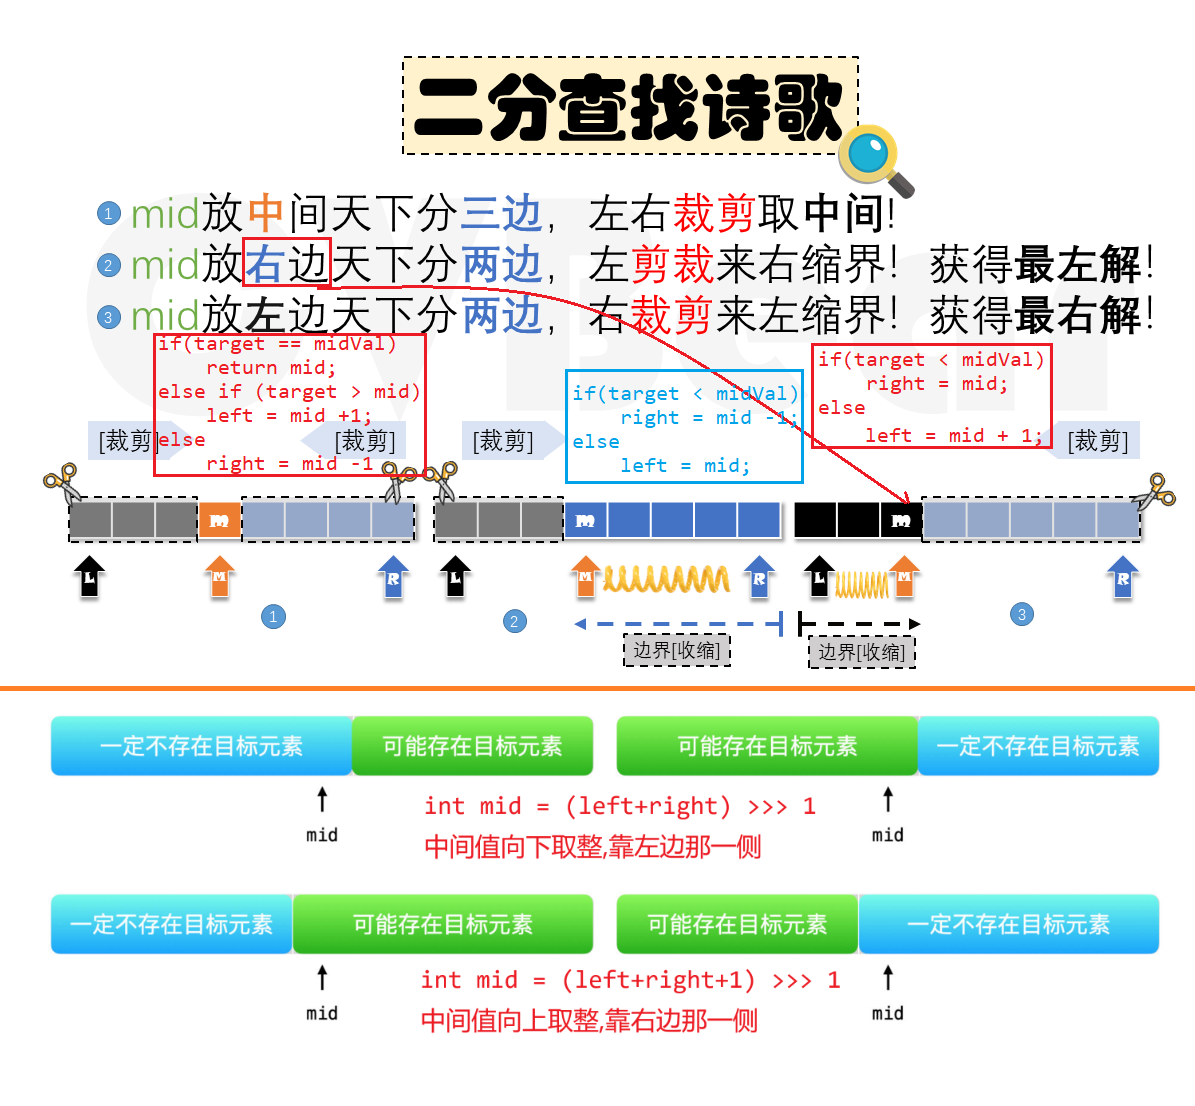 二分查找诗歌
1 mid放中间天下分三边，左右裁剪取中间！
2 mid放右边天下分两边，左剪裁来右缩界！ 获得最左解！
3 mid放左边天下分两边，右裁剪来左缩界！ 获得最右解！
if(target == midVal)
return mid;
else if (target > mid)
left = mid +1;
else
right = mid -1
if(target < midVal)
right = mid -1;
else
left = mid;
if(target < midVal)
right = mid;
else
left = mid + 1;
[裁剪]
[裁剪]
[裁剪]
[裁剪]
m
m
m
L
M
R
L
M
R
L
M
R
1
2
3
边界[收缩]
边界[收缩]
一定不存在目标元素
可能存在目标元素
可能存在目标元素
一定不存在目标元素
mid
int mid = (left+right) >>> 1
mid
中间值向下取整,靠左边那一侧
一定不存在目标元素
可能存在目标元素
可能存在目标元素
一定不存在目标元素
mid
int mid = (left+right+1) >>> 1
mid
中间值向上取整,靠右边那一侧